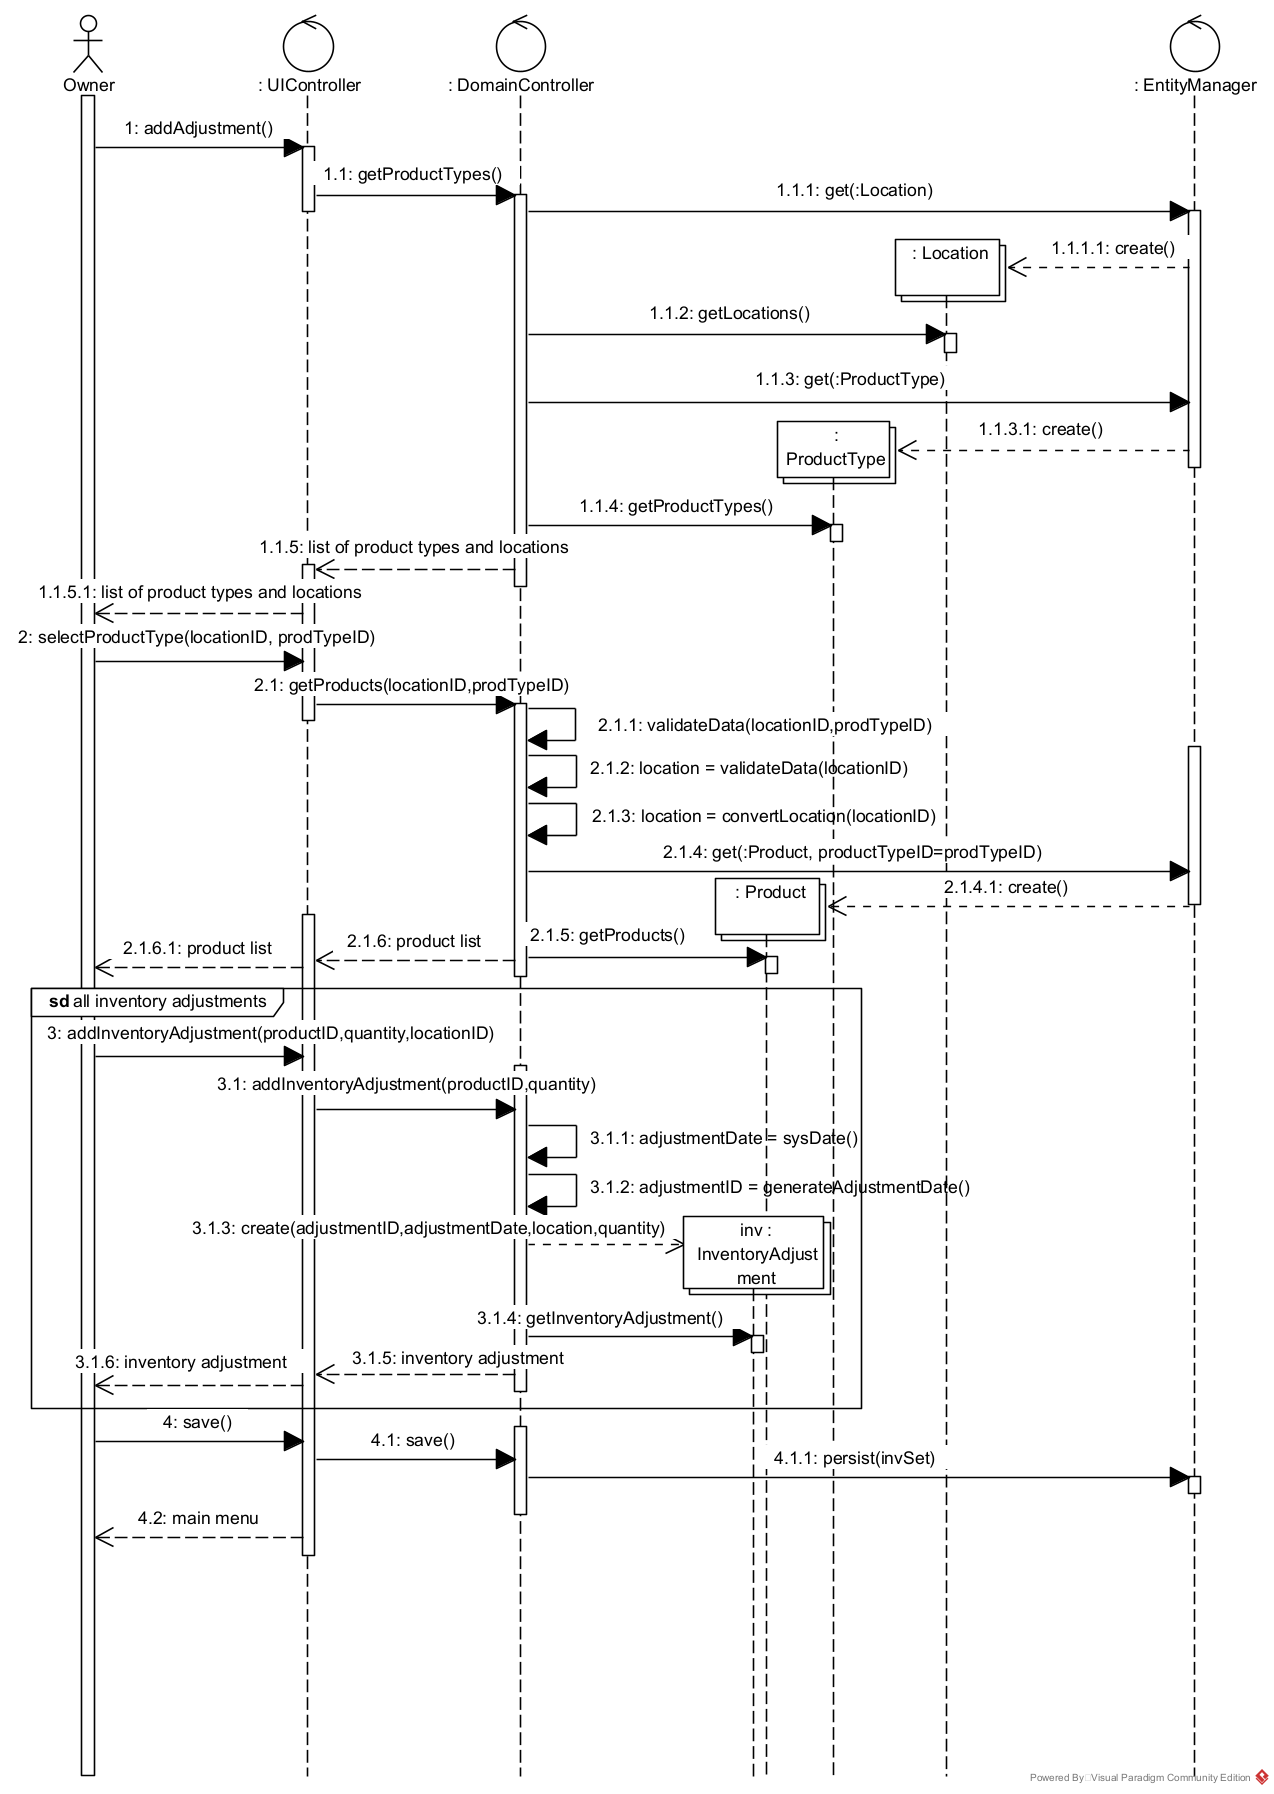 Owner
: UIController
: DomainController
: EntityManager
1: addAdjustment()
1.1: getProductTypes()
1.1.1: get(:Location)
: Location
1.1.1.1: create()
1.1.2: getLocations()
1.1.3: get(:ProductType)
:
ProductType
1.1.3.1: create()
1.1.4: getProductTypes()
1.1.5: list of product types and locations
1.1.5.1: list of product types and locations
2: selectProductType(locationID, prodTypeID)
2.1: getProducts(locationID,prodTypeID)
2.1.1: validateData(locationID,prodTypeID)
2.1.2: location = validateData(locationID)
2.1.3: location = convertLocation(locationID)
2.1.4: get(:Product, productTypeID=prodTypeID)
: Product
2.1.4.1: create()
2.1.5: getProducts()
2.1.6: product list
2.1.6.1: product list
sd all inventory adjustments
3: addInventoryAdjustment(productID,quantity,locationID)
3.1: addInventoryAdjustment(productID,quantity)
3.1.1: adjustmentDate = sysDate()
3.1.2: adjustmentID = generateAdjustmentDate()
3.1.3: create(adjustmentID,adjustmentDate,location,quantity)
inv :
InventoryAdjust
ment
3.1.4: getInventoryAdjustment()
3.1.5: inventory adjustment
3.1.6: inventory adjustment
4: save()
4.1: save()
4.1.1: persist(invSet)
4.2: main menu
Powered By Visual Paradigm Community Edition